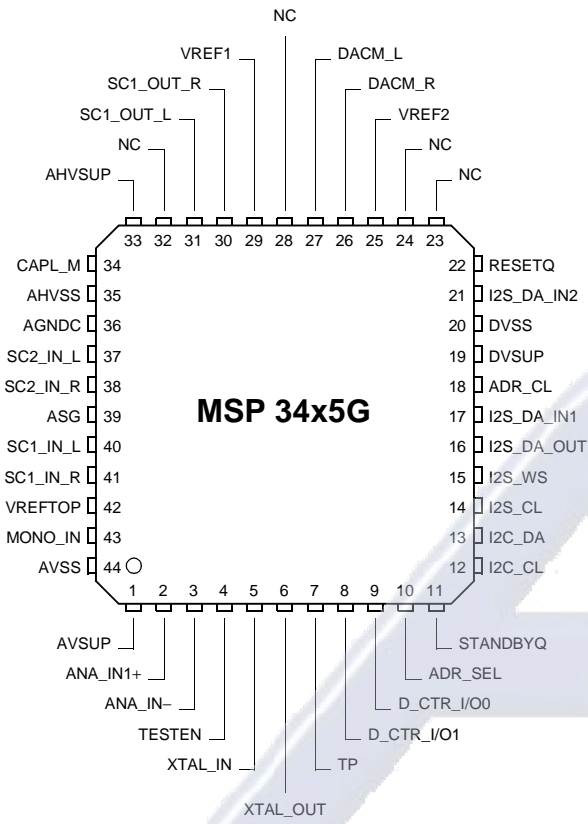 NC
VREF1
DACM_L
SC1_OUT_R
DACM_R
SC1_OUT_L
VREF2
NC
NC
AHVSUP
NC
33 32 31 30 29 28 27 26 25 24 23
CAPL_M 34
22 RESETQ
AHVSS 35
21 I2S_DA_IN2
AGNDC 36
20 DVSS
SC2_IN_L 37
19 DVSUP
SC2_IN_R 38
18 ADR_CL
ASG 39
MSP 34x5G
17 I2S_DA_IN1
SC1_IN_L 40
16 I2S_DA_OUT
SC1_IN_R 41
15 I2S_WS
VREFTOP 42
14 I2S_CL
MONO_IN 43
13 I2C_DA
AVSS 44
12 I2C_CL
1 2 3 4 5 6 7 8 9 10 11
AVSUP
STANDBYQ
ANA_IN1+
ADR_SEL
ANA_IN–
D_CTR_I/O0
TESTEN
D_CTR_I/O1
XTAL_IN
TP
XTAL_OUT